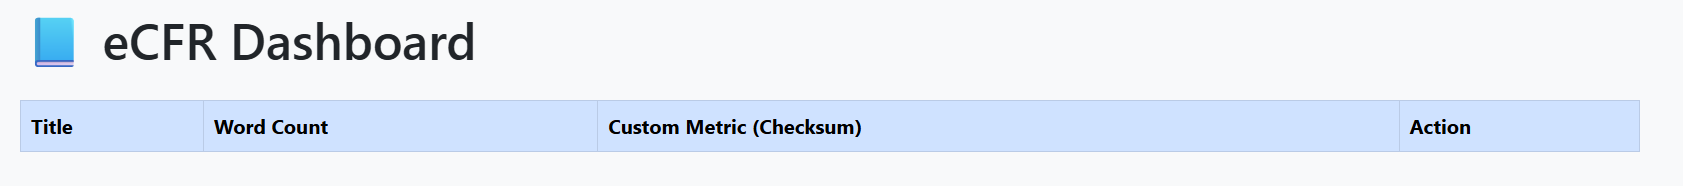 eCFR Dashboard
Title Word Count Custom Metric (Checksum) Action